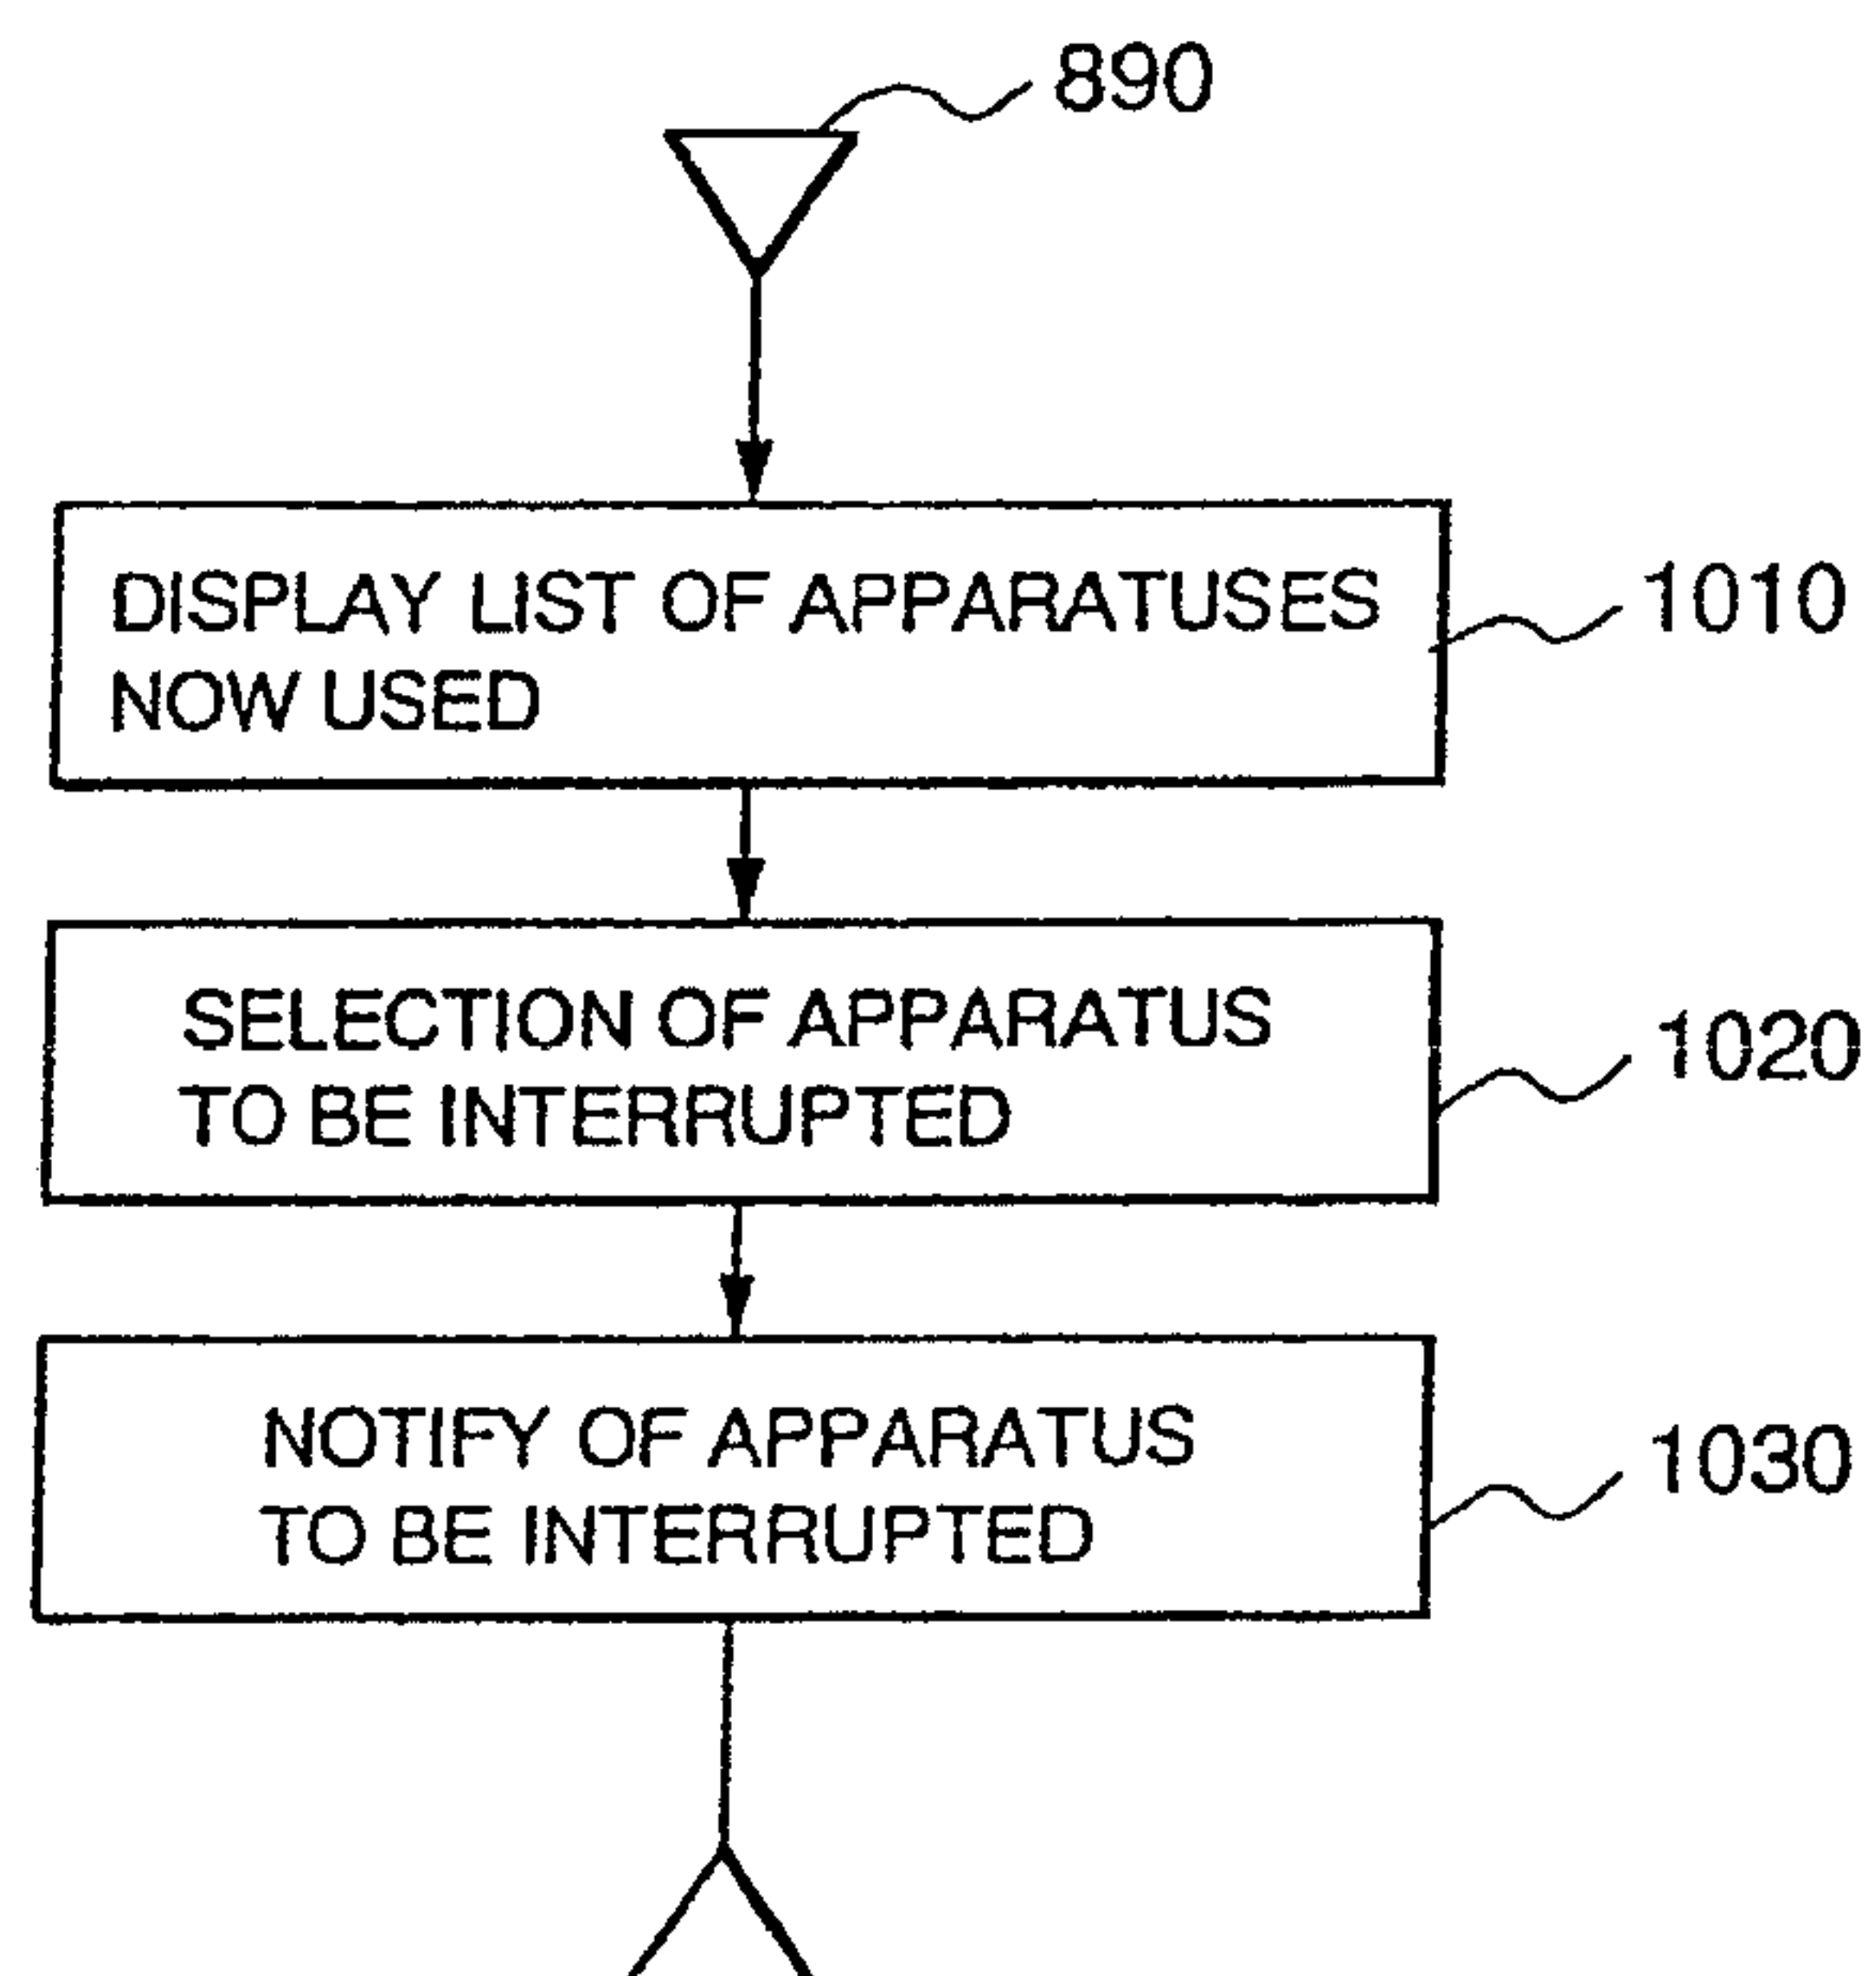 890
DISPLAY LIST OF APPARATUSES
NOW USED
1010
SELECTION OF APPARATUS
TO BE INTERRUPTED
1020
NOTIFY OF APPARATUS
TO BE INTERRUPTED
1030